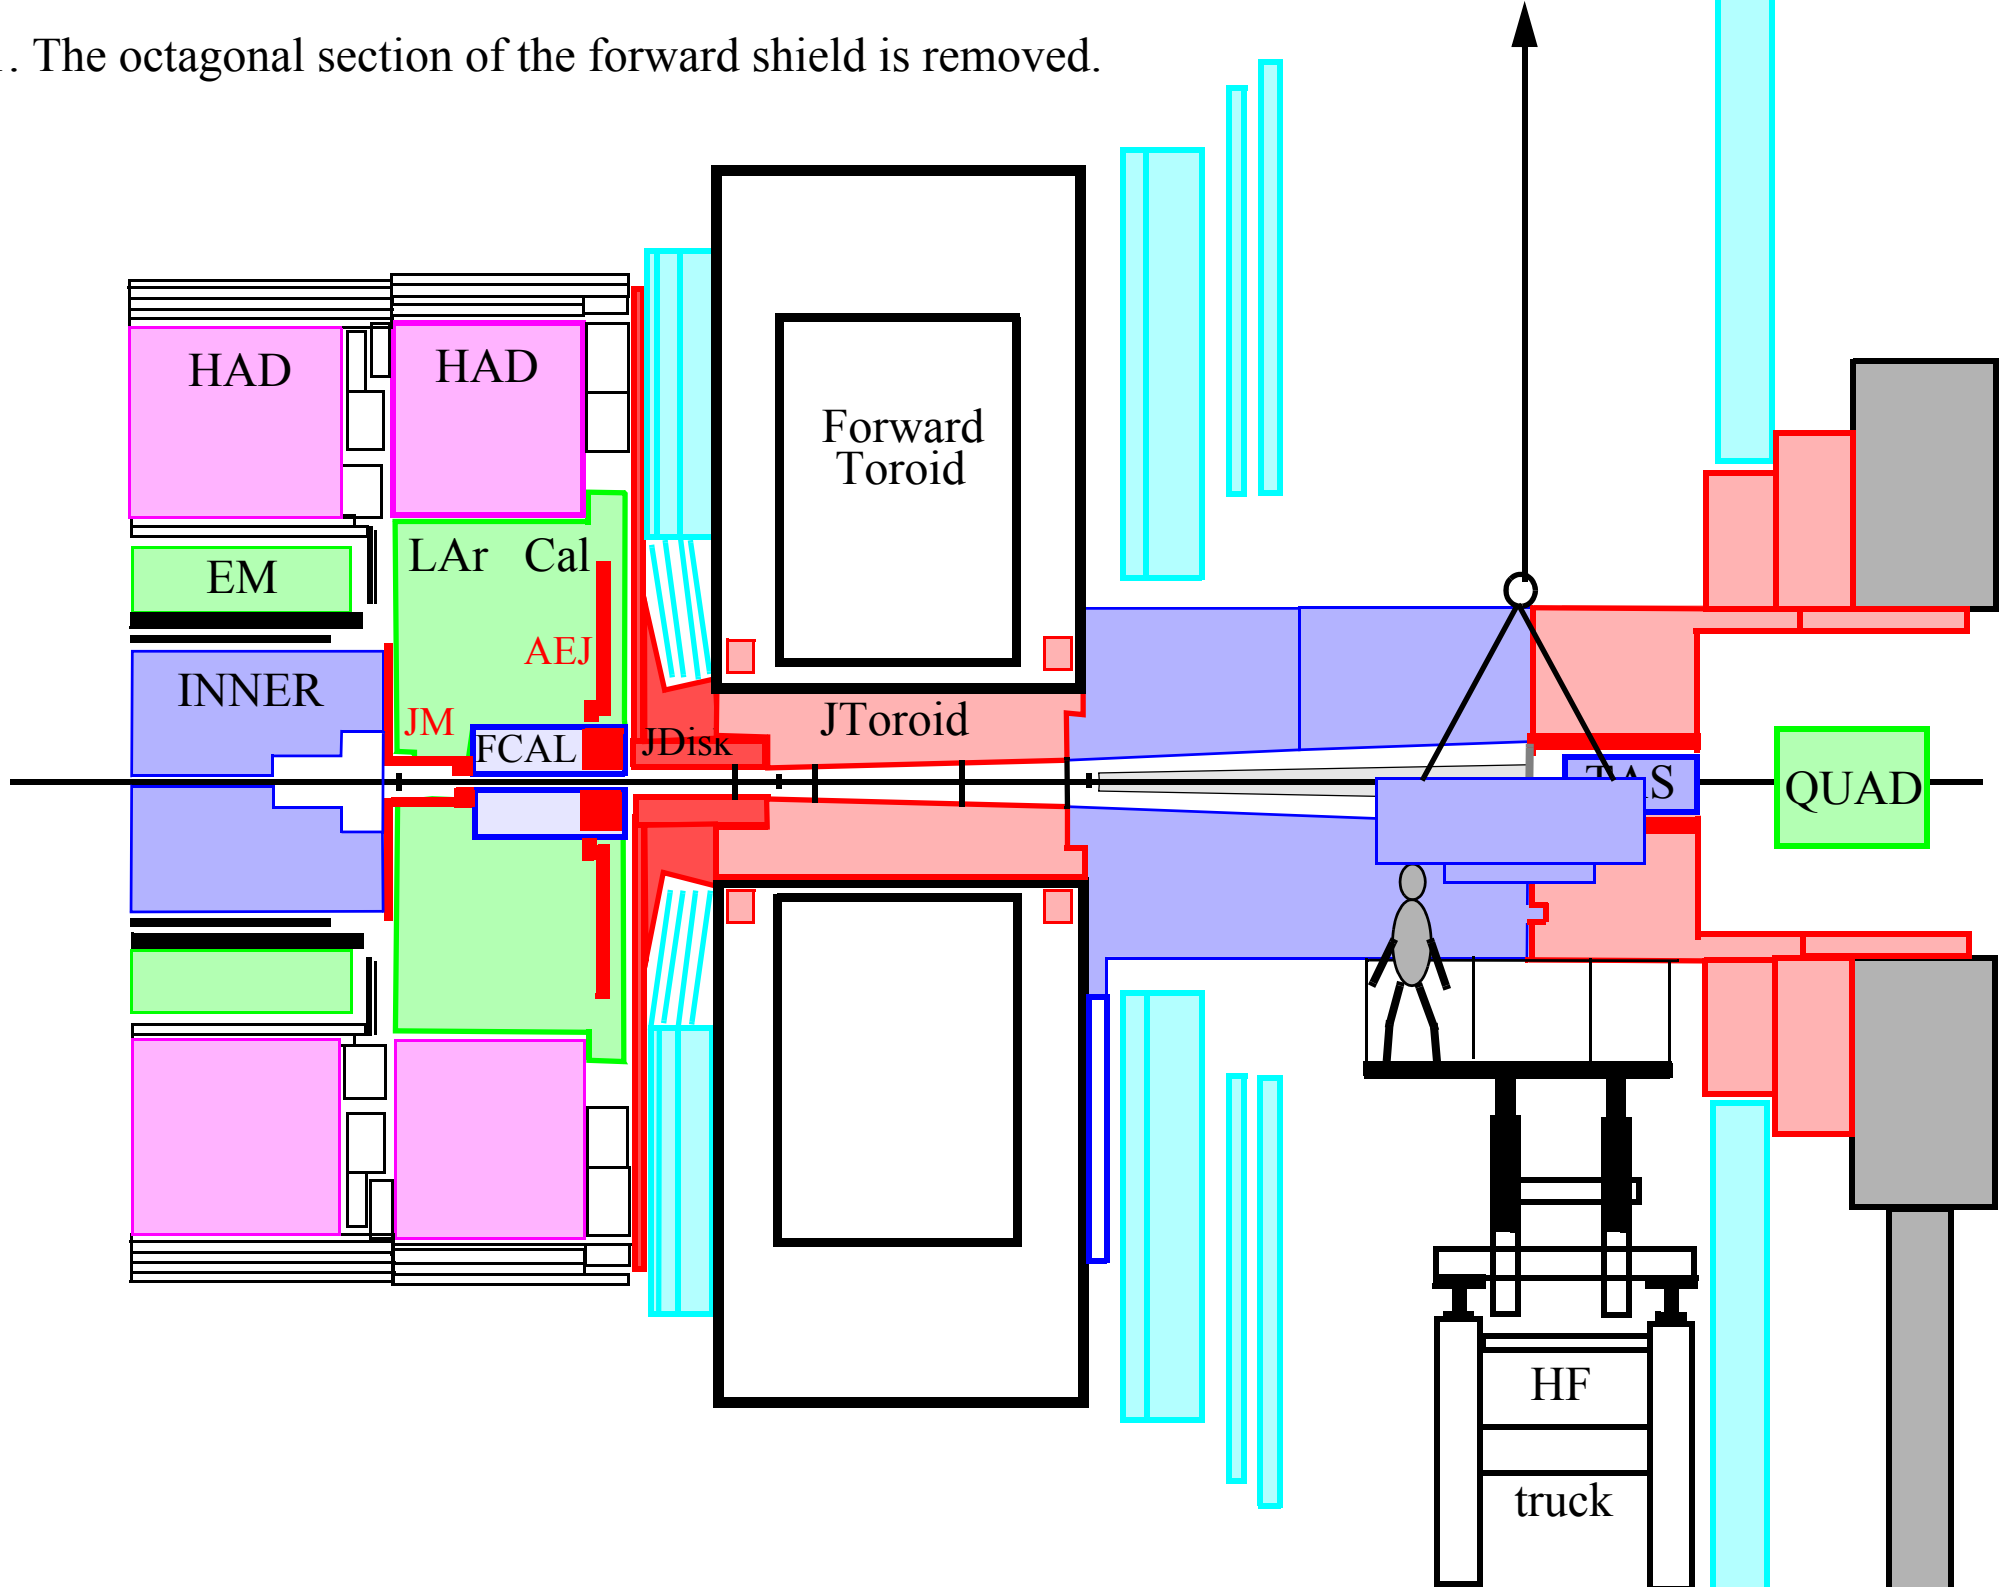 . The octagonal section of the forward shield is removed.
HAD
HAD
Forward
Toroid
LAr Cal
EM
AEJ
INNER
JM
JToroid
FCAL
JDisk
TAS
QUAD
HF
truck